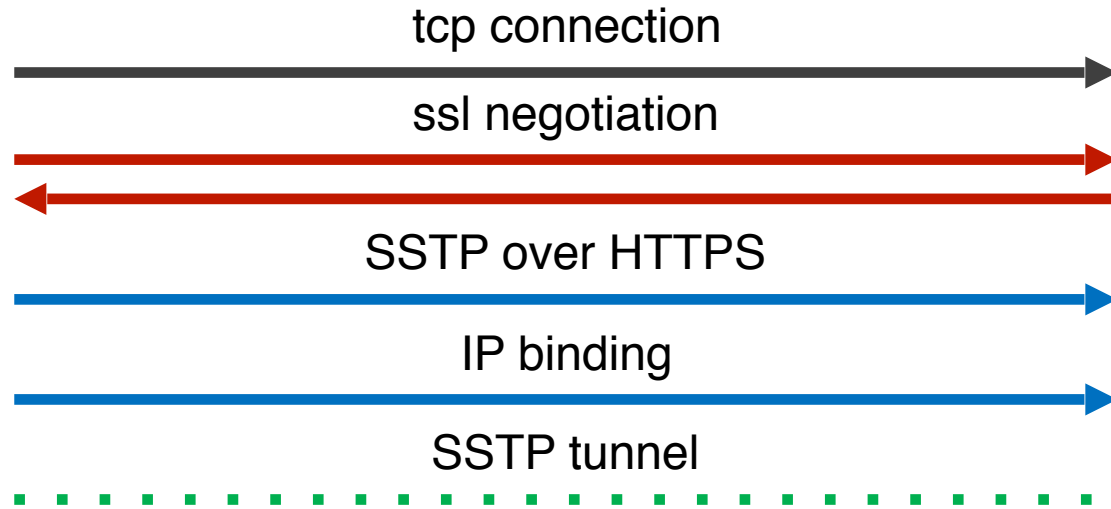 tcp connection
ssl negotiation
SSTP over HTTPS
IP binding
SSTP tunnel